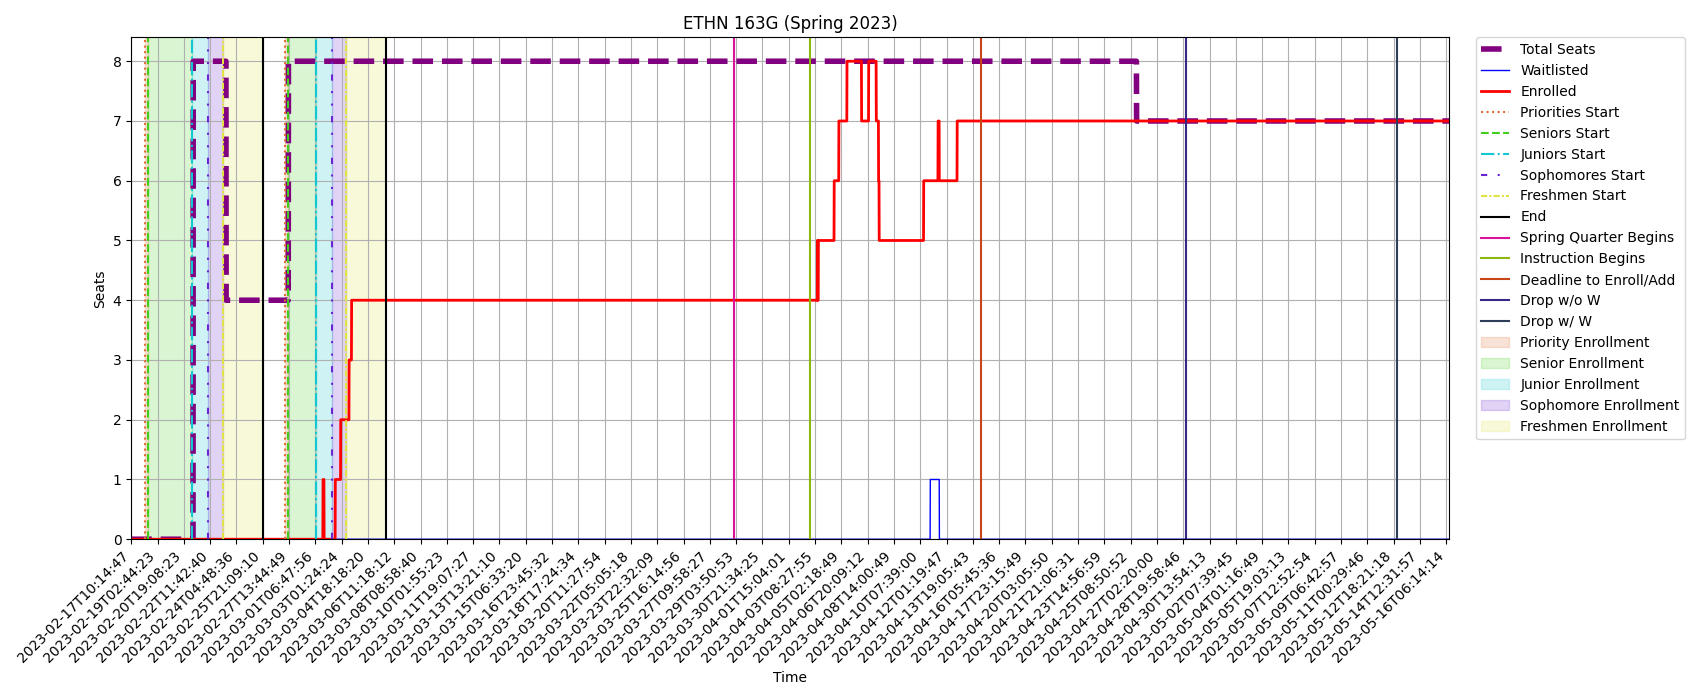 ETHN 163G (Spring 2023)
Seats
8
7
6
5
4
3
2
1
0
2023-02-17T10:14:47
2023-02-19T02:44:23
2023-02-20T19:08:23
2023-02-22T11:42:40
2023-02-24T04:48:36
2023-02-25T21:09:10
2023-02-27T13:44:49
2023-03-01T06:47:56
2023-03-03T01:24:24
2023-03-04T18:18:20
2023-03-06T11:18:12
2023-03-08T08:58:40
2023-03-10T01:55:23
2023-03-11T19:07:27
2023-03-13T13:21:10
2023-03-15T06:33:20
2023-03-16T23:45:32
2023-03-18T17:24:34
2023-03-20T11:27:54
2023-03-22T05:05:18
2023-03-23T22:32:09
2023-03-25T16:14:56
2023-03-27T09:58:27
2023-03-29T03:50:53
2023-03-30T21:34:25
2023-04-01T15:04:01
2023-04-03T08:27:55
2023-04-05T02:18:49
2023-04-06T20:09:12
2023-04-08T14:00:49
2023-04-10T07:39:00
2023-04-12T01:19:47
2023-04-13T19:05:43
2023-04-16T05:45:36
2023-04-17T23:15:49
2023-04-20T03:05:50
2023-04-21T21:06:31
2023-04-23T14:56:59
2023-04-25T08:50:52
2023-04-27T02:20:00
2023-04-28T19:58:46
2023-04-30T13:54:13
2023-05-02T07:39:45
2023-05-04T01:16:49
2023-05-05T19:03:13
2023-05-07T12:52:54
2023-05-09T06:42:57
2023-05-11T00:29:46
2023-05-12T18:21:18
2023-05-14T12:31:57
2023-05-16T06:14:14
Time
Total Seats
Waitlisted
Enrolled
Priorities Start
Seniors Start
Juniors Start
Sophomores Start
Freshmen Start
End
Spring Quarter Begins
Instruction Begins
Deadline to Enroll/Add
Drop w/o W
Drop w/ W
Priority Enrollment
Senior Enrollment
Junior Enrollment
Sophomore Enrollment
Freshmen Enrollment